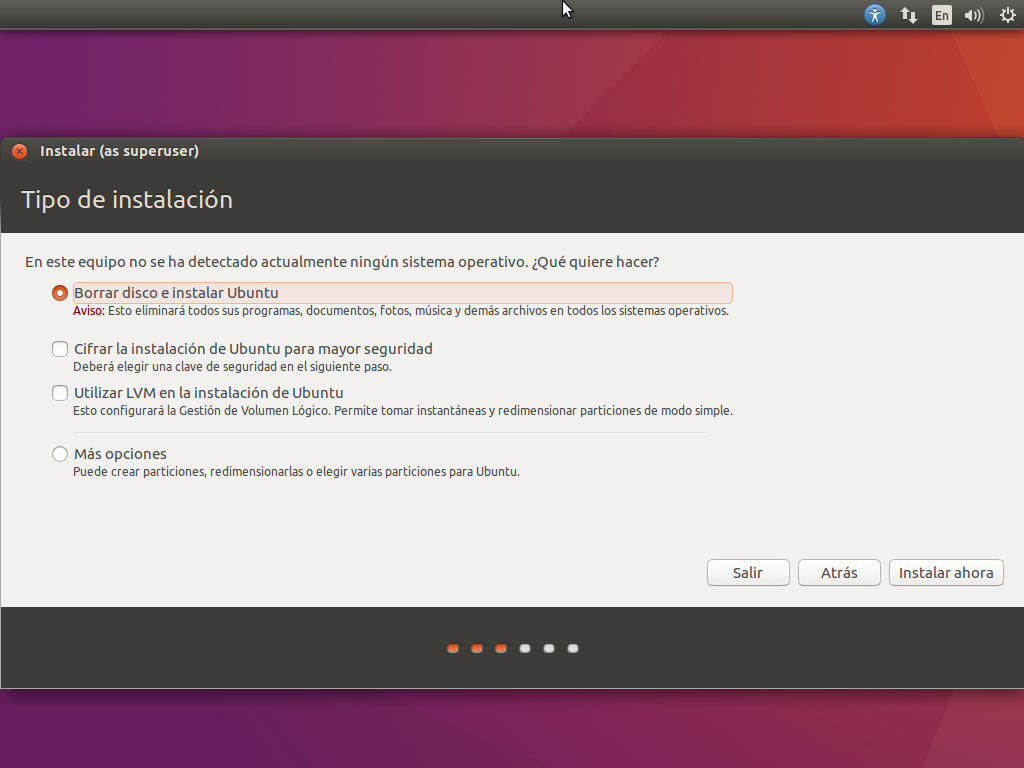 En
Instalar (as superuser)
Tipo de instalación
En este equipo no se ha detectado actualmente ningún sistema operativo. ¿Qué quiere hacer?
Borrar disco e instalar Ubuntu
Aviso: Esto eliminará todos sus programas, documentos, fotos, música y demás archivos en todos los sistemas operativos.
Cifrar la instalación de Ubuntu para mayor seguridad
Deberá elegir una clave de seguridad en el siguiente paso.
Utilizar LVM en la instalación de Ubuntu
Esto configurará la Gestión de Volumen Lógico. Permite tomar instantáneas y redimensionar particiones de modo simple.
Más opciones
Puede crear particiones, redimensionarlas o elegir varias particiones para Ubuntu.
Salir Atrás Instalar ahora